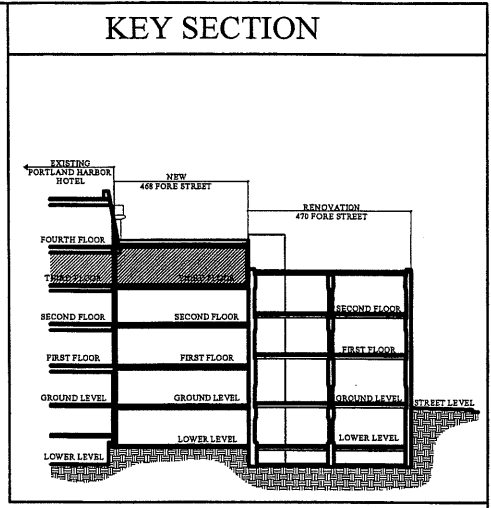 KEY SECTION
EXISTING
PORTLAND HARBOR
HOTEL
NEW
468 FORE STREET
RENOVATION
470 FORE STREET
FOURTH FLOOR
THIRD FLOOR THIRD FLOOR
SECOND FLOOR
SECOND FLOOR SECOND FLOOR
FIRST FLOOR
FIRST FLOOR FIRST FLOOR
GROUND LEVEL GROUND LEVEL GROUND LEVEL STREET LEVEL
LOWER LEVEL LOWER LEVEL
LOWER LEVEL